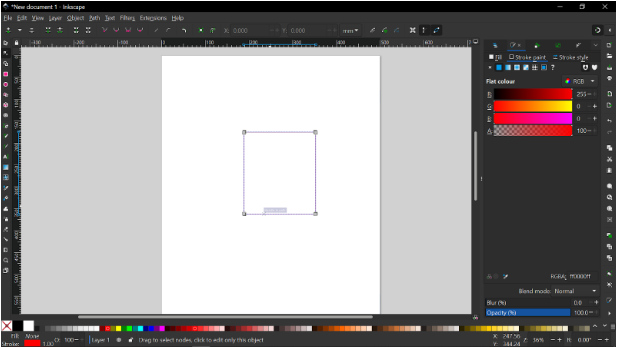 *New document 1 - Inkscape
File Edit View Layer Object Path Text Filters Extensions Help
X: 0.000 Y: 0.000 mm
Fill Stroke paint Stroke style
Flat colour RGB
R: 255
G: 0
B: 0
A: 100
RGBA: ff0000ff
Blend mode: Normal
Blur (%) 0.0
Opacity (%) 100.0
Fill: None O: 100 Layer 1 Drag to select nodes, click to edit only this object X: 247.56 Z: 36% R: 0.00°
Stroke: 1.00 Y: 344.24